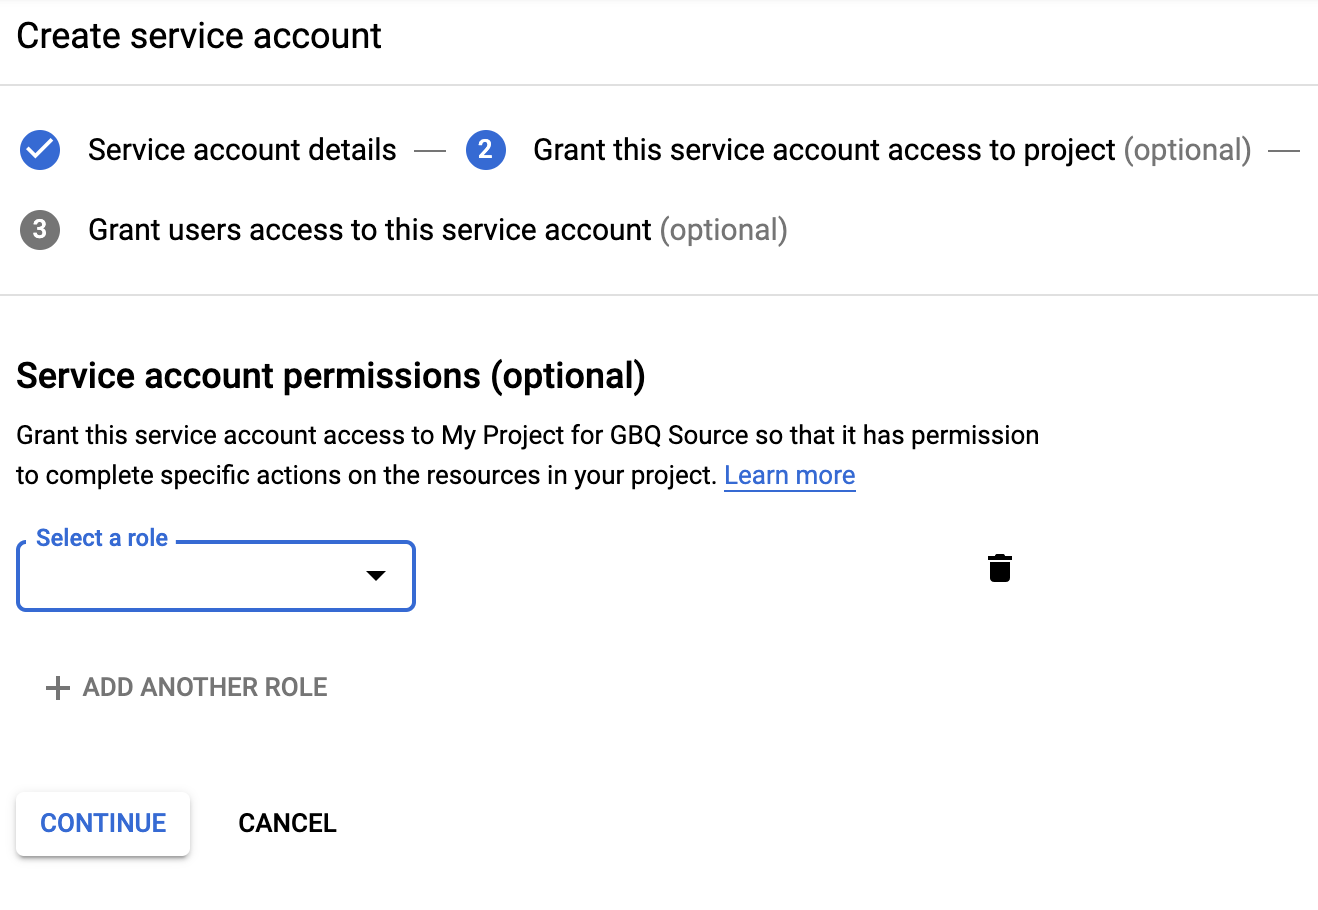 Create service account
Service account details
2 Grant this service account access to project (optional)
3 Grant users access to this service account (optional)
Service account permissions (optional)
Grant this service account access to My Project for GBQ Source so that it has permission
to complete specific actions on the resources in your project. Learn more
Select a role
ADD ANOTHER ROLE
CONTINUE CANCEL